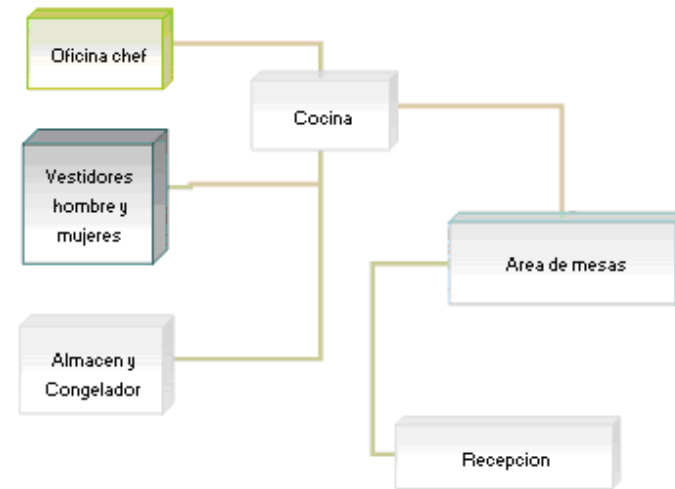 Oficina chef
Cocina
Vestidores
hombre y
mujeres
Area de mesas
Almacen y
Congelador
Recepcion